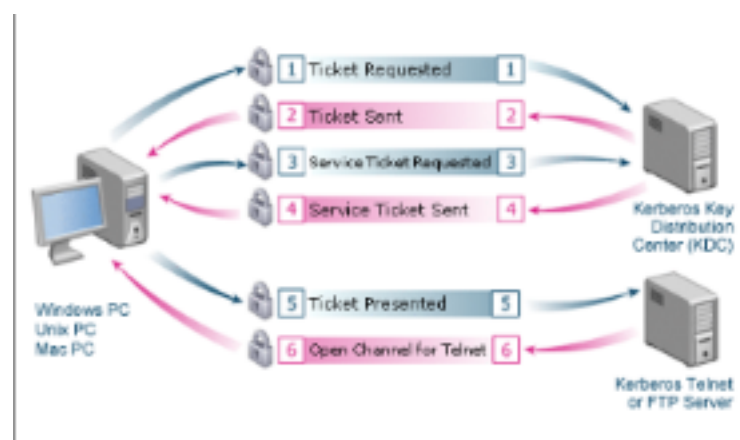 1 Ticket Requested 1
2 Ticket Sent 2
3 Service Ticket Requested 3
4 Service Ticket Sent 4
Kerberos Key
Distribution
Center (KDC)
Windows PC
Unix PC
Mac PC
5 Ticket Presented 5
6 Open Channel for Telnet 6
Kerberos Telnet
or FTP Server